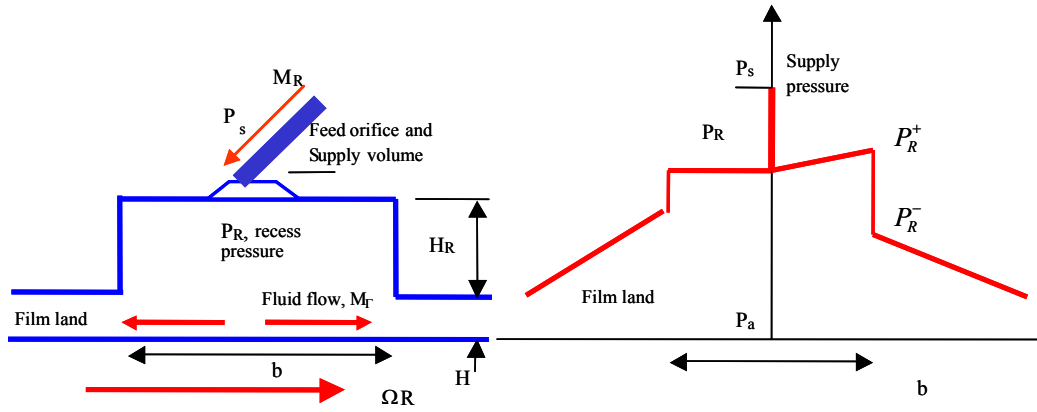 M_R
P_s
Feed orifice and
Supply volume
P_R, recess
pressure
H_R
Fluid flow, M_Γ
Film land
b
H
ΩR
P_s
Supply
pressure
P_R
P_R^+
P_R^-
Film land
P_a
b